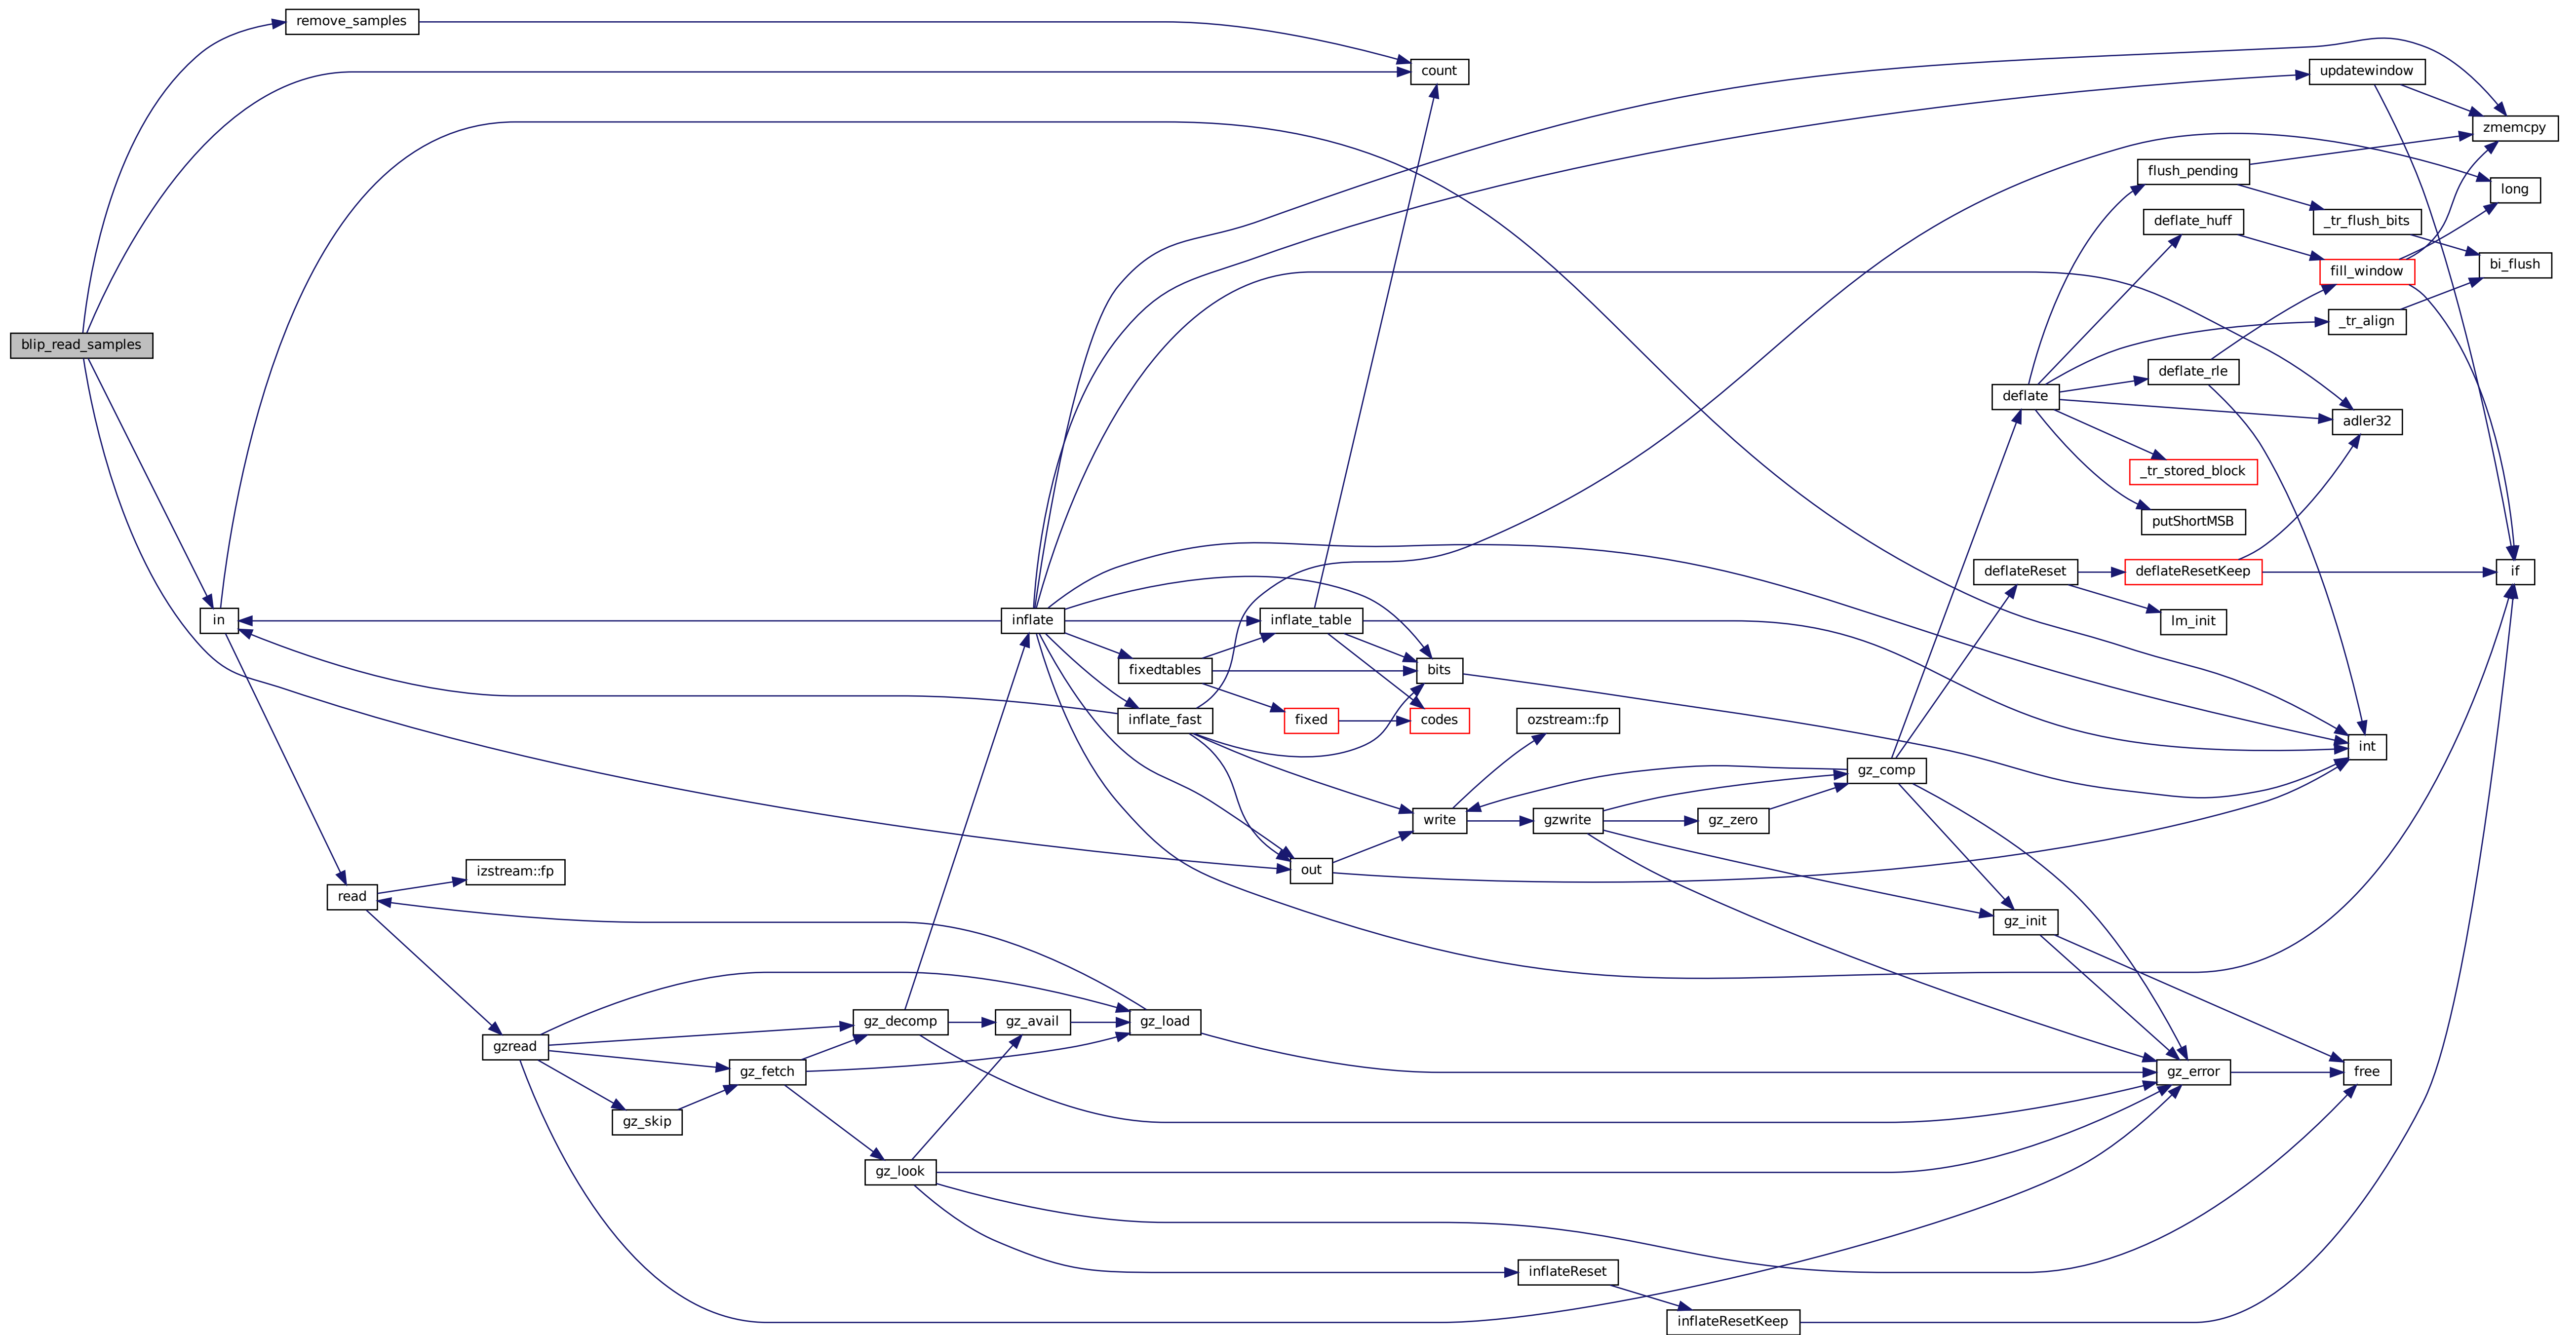 remove_samples
count
updatewindow
zmemcpy
flush_pending
long
deflate_huff
_tr_flush_bits
fill_window
bi_flush
_tr_align
blip_read_samples
deflate_rle
deflate
adler32
_tr_stored_block
putShortMSB
deflateReset
deflateResetKeep
if
in
inflate
inflate_table
lm_init
fixedtables
bits
inflate_fast
fixed
codes
ozstream::fp
int
gz_comp
write
gzwrite
gz_zero
out
izstream::fp
read
gz_init
gz_decomp
gz_avail
gz_load
gzread
gz_fetch
gz_error
free
gz_skip
gz_look
inflateReset
inflateResetKeep